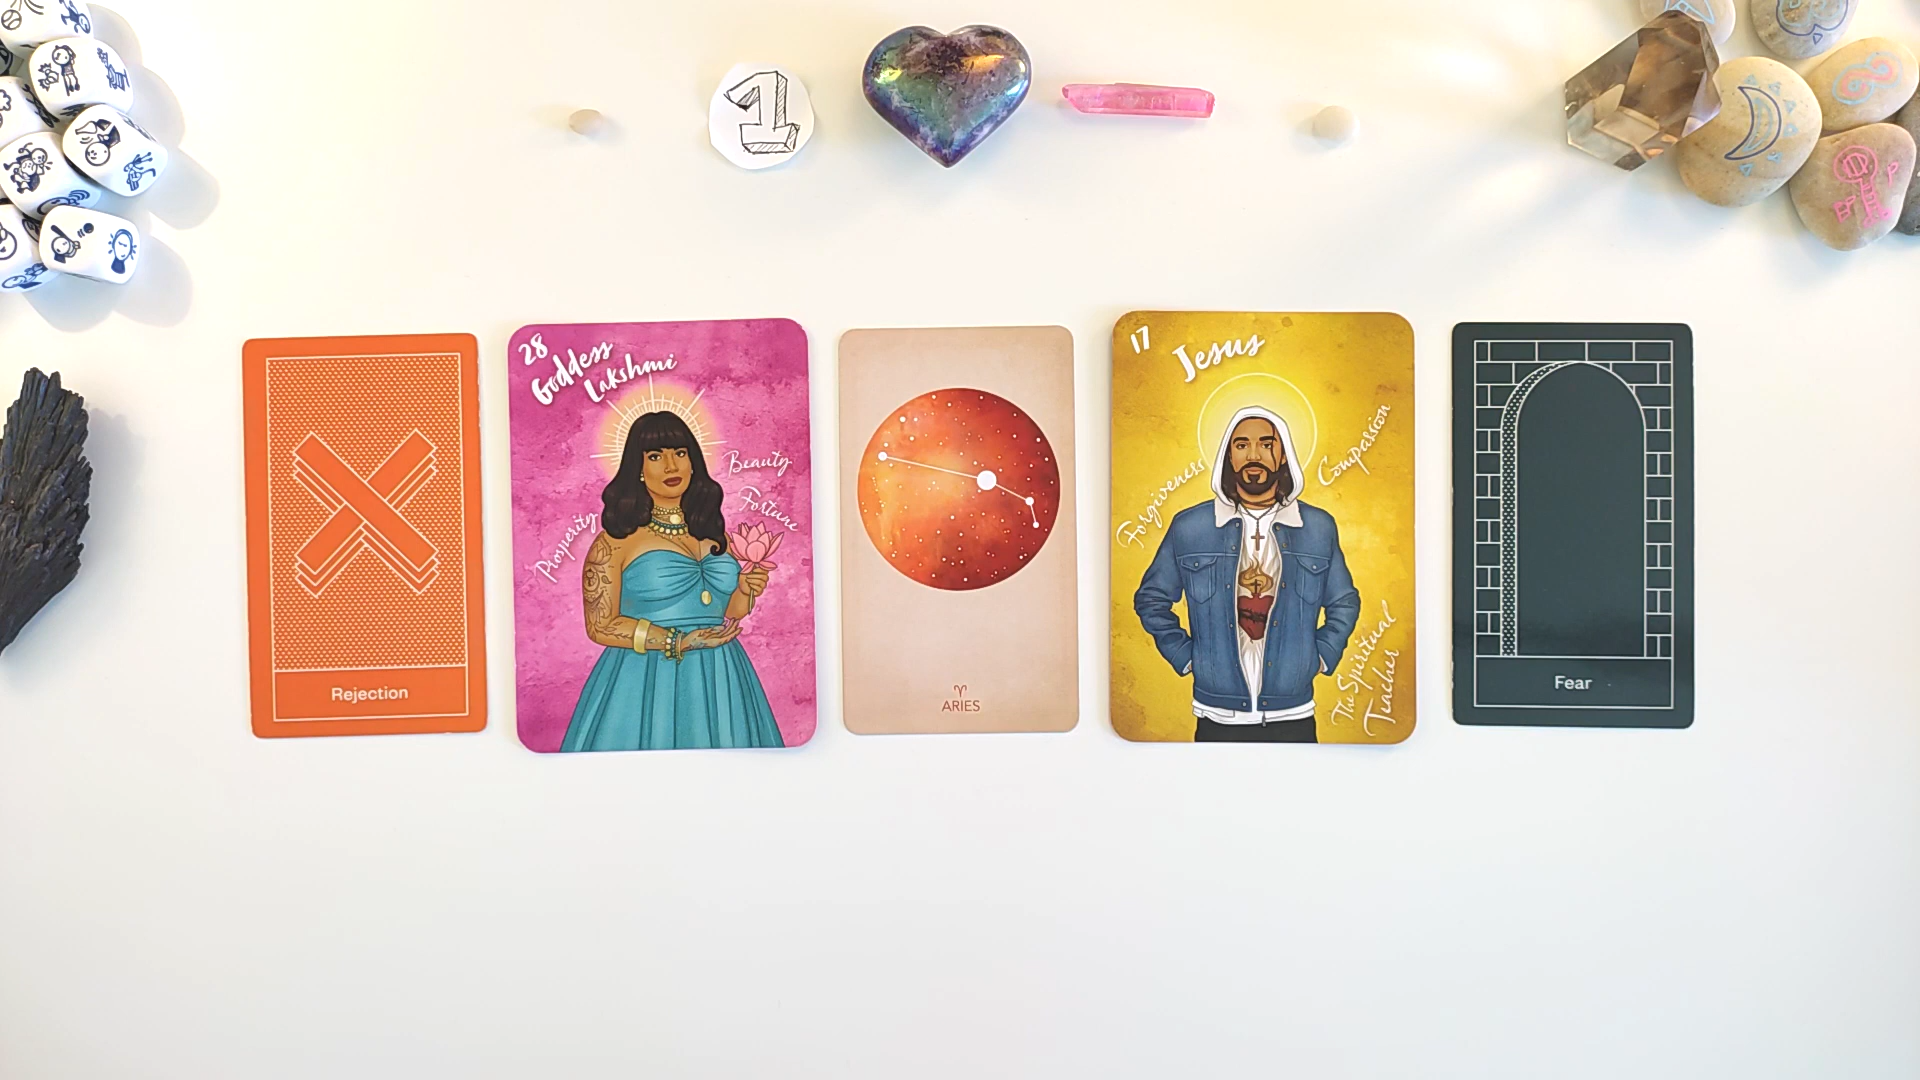 1
Rejection
28
Goddess
Lakshmi
Beauty
Fortune
Prosperity
ARIES
17
Jesus
Forgiveness
Compassion
The Spiritual
Teacher
Fear